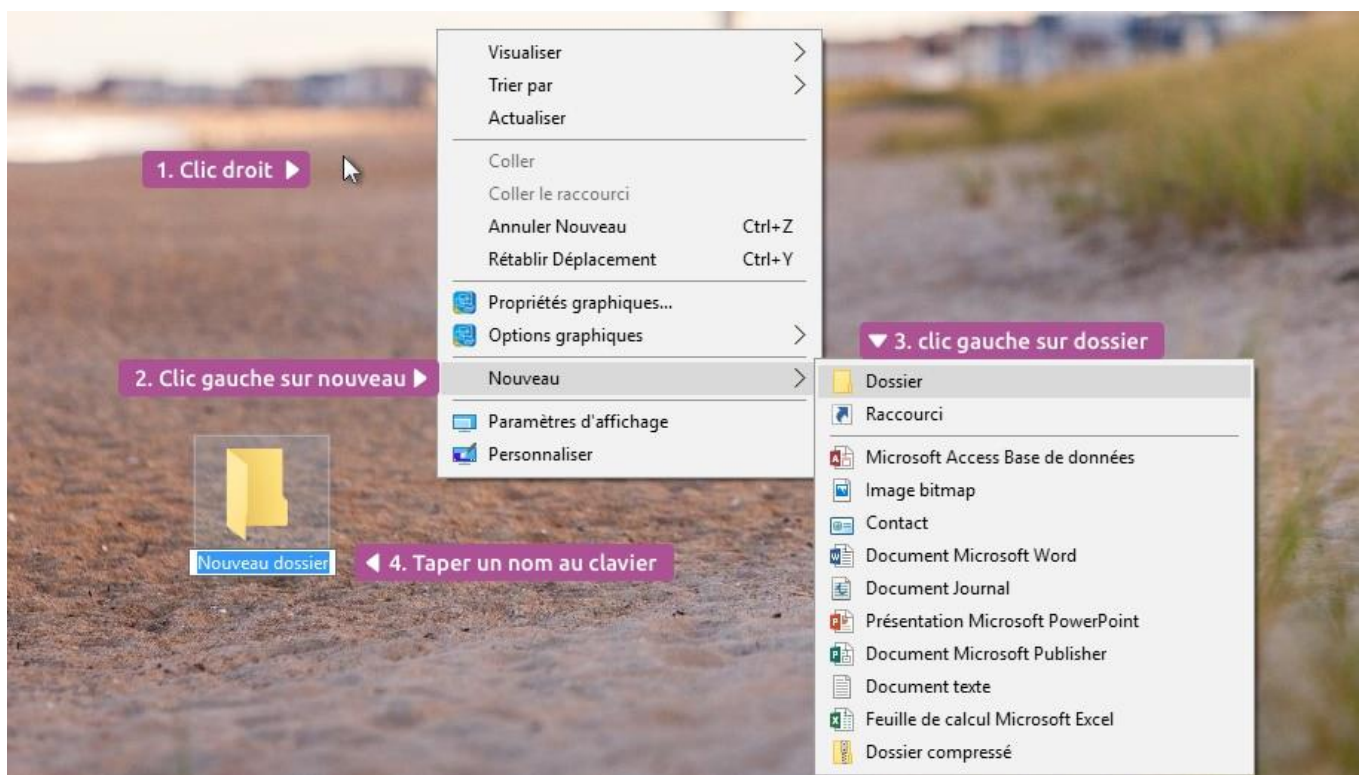 Visualiser
Trier par
Actualiser
1. Clic droit
Coller
Coller le raccourci
Annuler Nouveau Ctrl+Z
Rétablir Déplacement Ctrl+Y
Propriétés graphiques...
Options graphiques
2. Clic gauche sur nouveau
Nouveau
Paramètres d'affichage
Personnaliser
3. clic gauche sur dossier
Dossier
Raccourci
Microsoft Access Base de données
Image bitmap
Contact
Document Microsoft Word
Document Journal
Présentation Microsoft PowerPoint
Document Microsoft Publisher
Document texte
Feuille de calcul Microsoft Excel
Dossier compressé
Nouveau dossier
4. Taper un nom au clavier